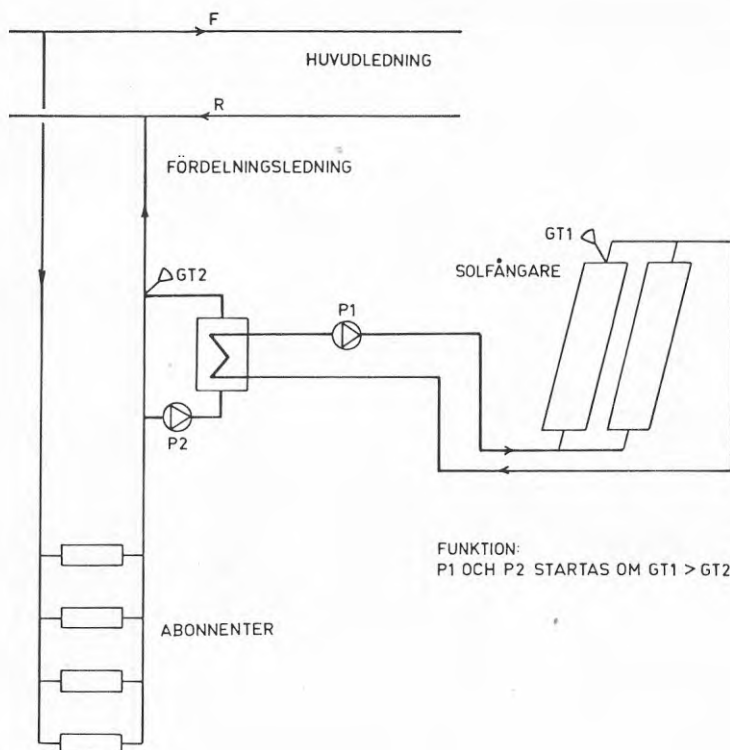 F
HUVUDLEDNING
R
FÖRDELNINGSLEDNING
GT1
SOLFÅNGARE
GT2
P1
P2
FUNKTION:
P1 OCH P2 STARTAS OM GT1 > GT2
ABONNENTER